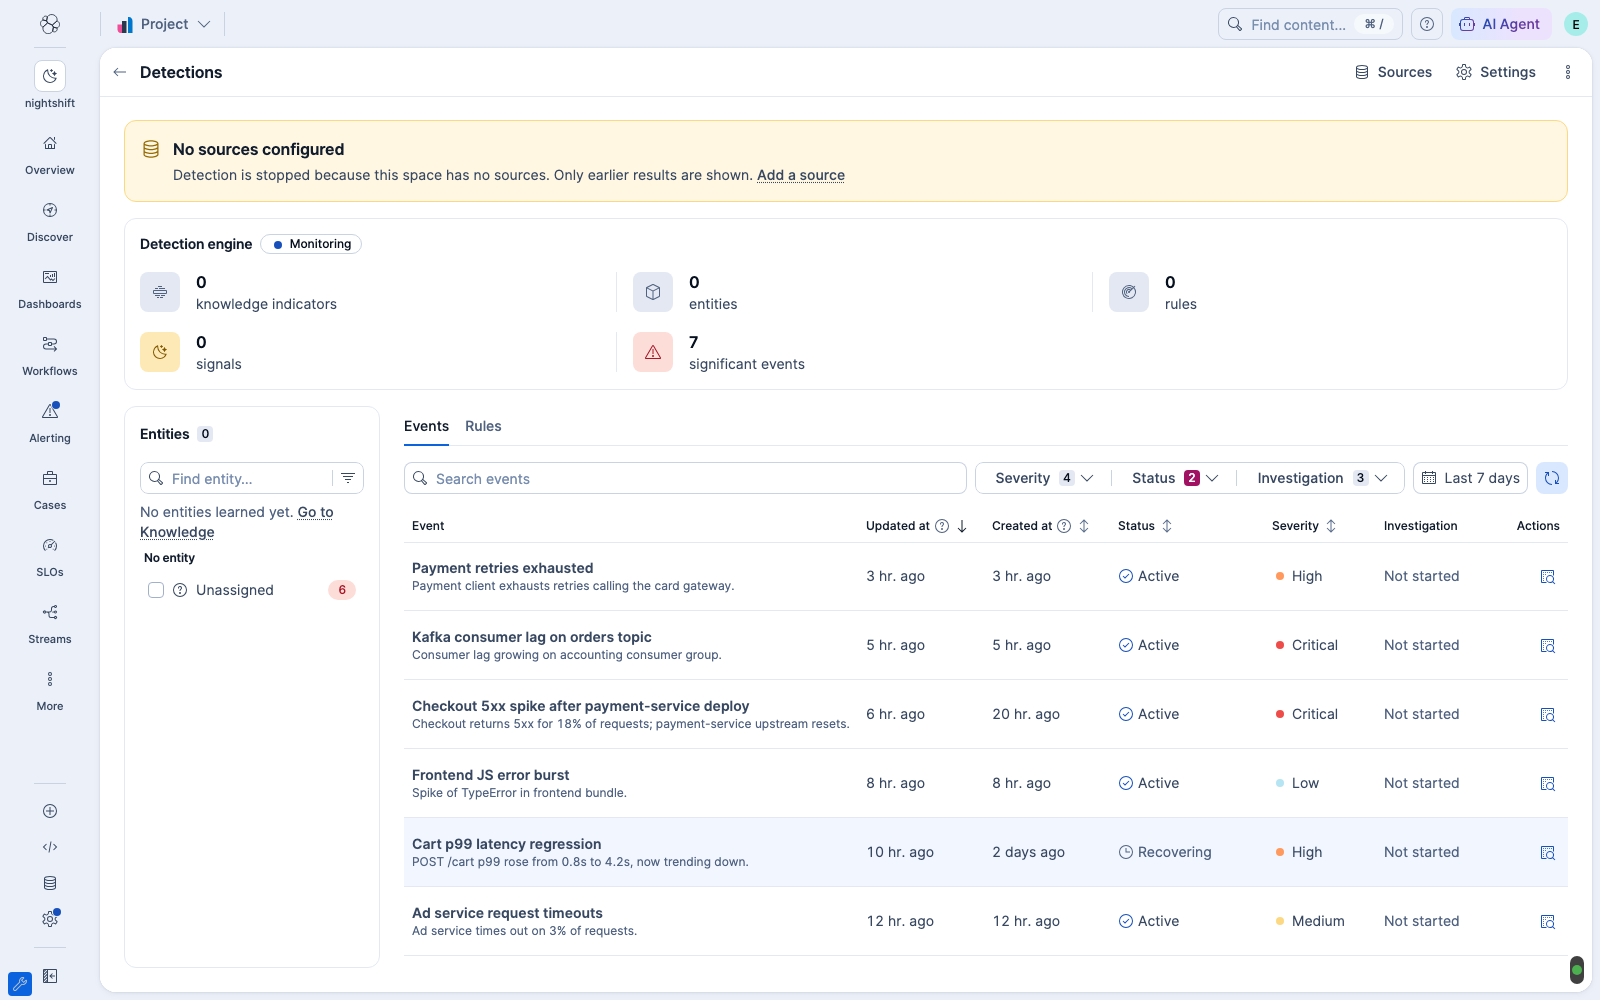 Project
Find content...
⌘ /
AI Agent
E
nightshift
Overview
Discover
Dashboards
Workflows
Alerting
Cases
SLOs
Streams
More
Detections
Sources
Settings
No sources configured
Detection is stopped because this space has no sources. Only earlier results are shown. Add a source
Detection engine
Monitoring
0
knowledge indicators
0
entities
0
rules
0
signals
7
significant events
Entities 0
Find entity...
No entities learned yet. Go to
Knowledge
No entity
Unassigned 6
Events Rules
Search events
Severity 4
Status 2
Investigation 3
Last 7 days
Event Updated at Created at Status Severity Investigation Actions
Payment retries exhausted
Payment client exhausts retries calling the card gateway.
3 hr. ago 3 hr. ago Active High Not started
Kafka consumer lag on orders topic
Consumer lag growing on accounting consumer group.
5 hr. ago 5 hr. ago Active Critical Not started
Checkout 5xx spike after payment-service deploy
Checkout returns 5xx for 18% of requests; payment-service upstream resets.
6 hr. ago 20 hr. ago Active Critical Not started
Frontend JS error burst
Spike of TypeError in frontend bundle.
8 hr. ago 8 hr. ago Active Low Not started
Cart p99 latency regression
POST /cart p99 rose from 0.8s to 4.2s, now trending down.
10 hr. ago 2 days ago Recovering High Not started
Ad service request timeouts
Ad service times out on 3% of requests.
12 hr. ago 12 hr. ago Active Medium Not started